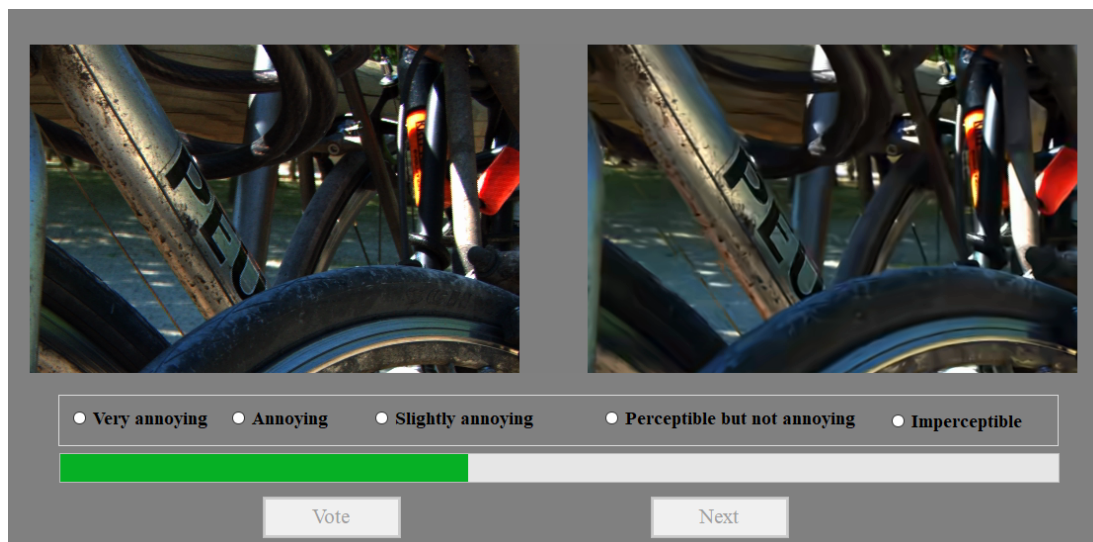 PEU
PEU
Very annoying
Annoying
Slightly annoying
Perceptible but not annoying
Imperceptible
Vote
Next